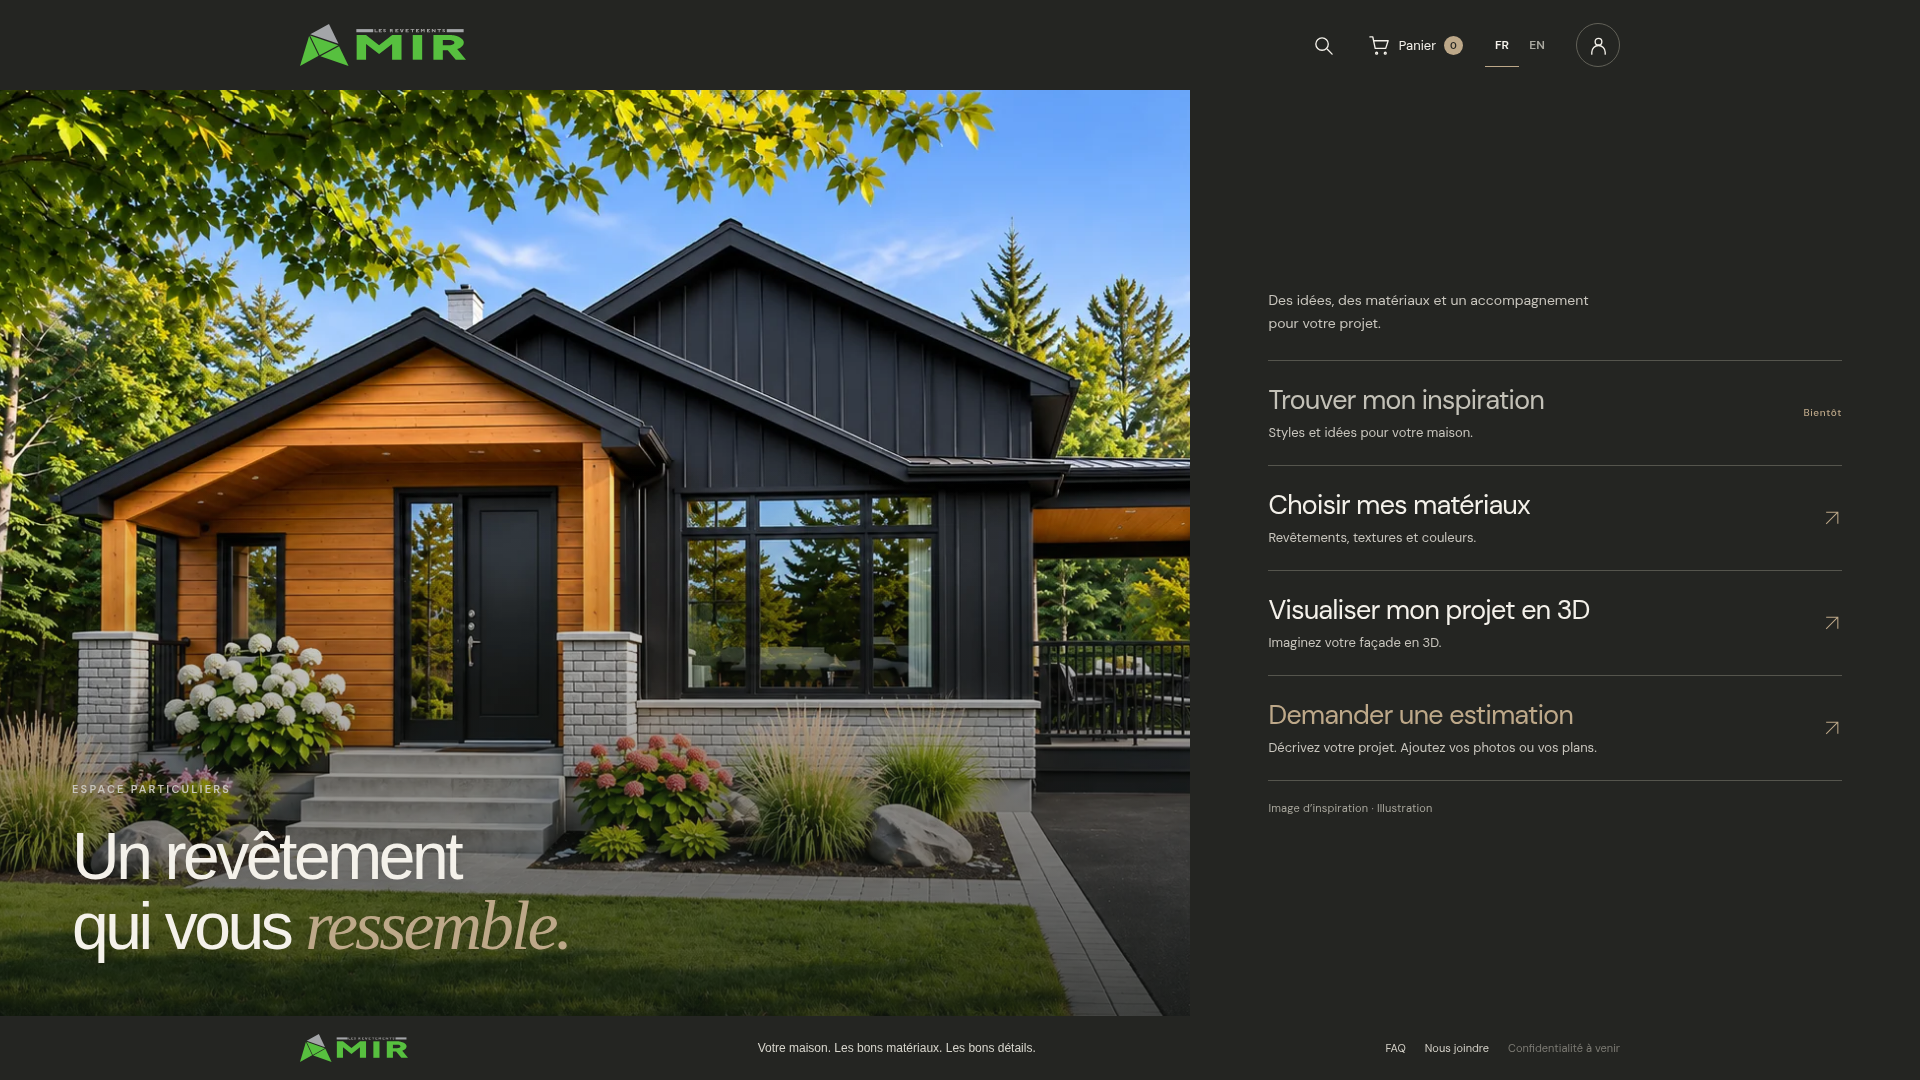 LES REVÊTEMENTS
MIR
Panier 0
FR EN
ESPACE PARTICULIERS
Un revêtement
qui vous ressemble.
Des idées, des matériaux et un accompagnement
pour votre projet.
Trouver mon inspiration
Styles et idées pour votre maison.
Bientôt
Choisir mes matériaux
Revêtements, textures et couleurs.
Visualiser mon projet en 3D
Imaginez votre façade en 3D.
Demander une estimation
Décrivez votre projet. Ajoutez vos photos ou vos plans.
Image d’inspiration · Illustration
LES REVÊTEMENTS
MIR
Votre maison. Les bons matériaux. Les bons détails.
FAQ Nous joindre Confidentialité à venir